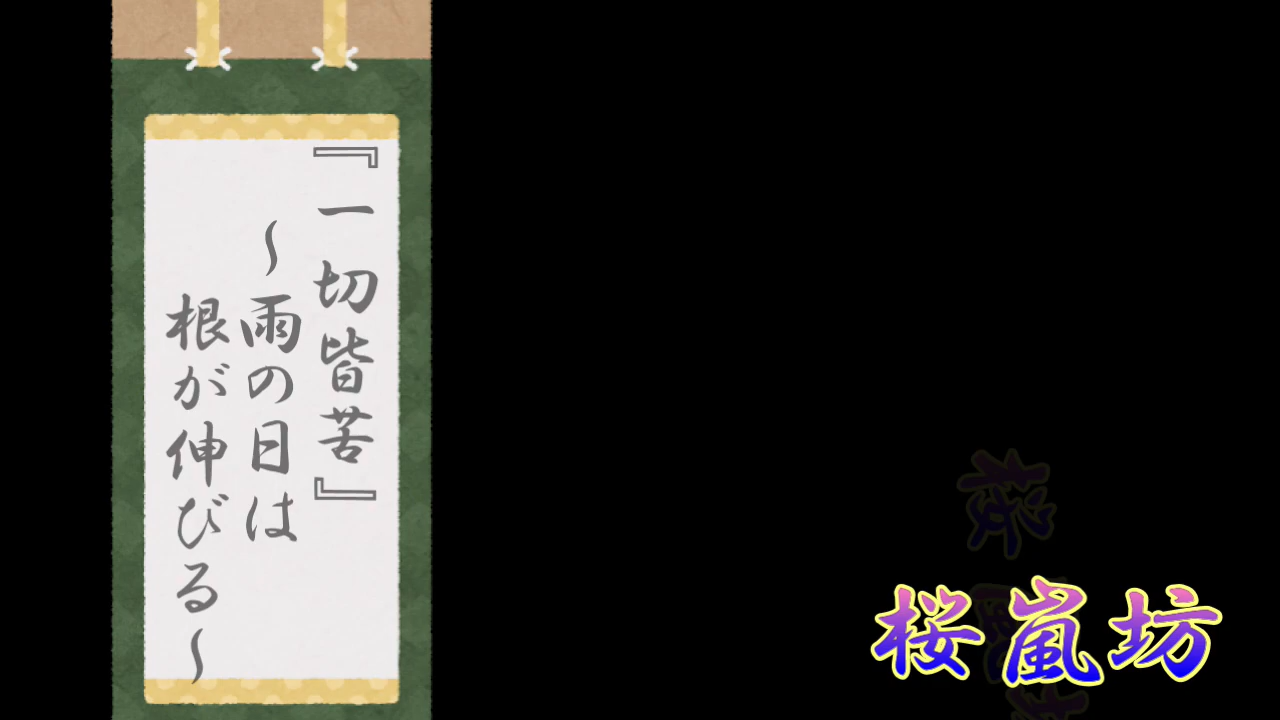 『一切皆苦』
～雨の日は
根が伸びる～
桜嵐坊